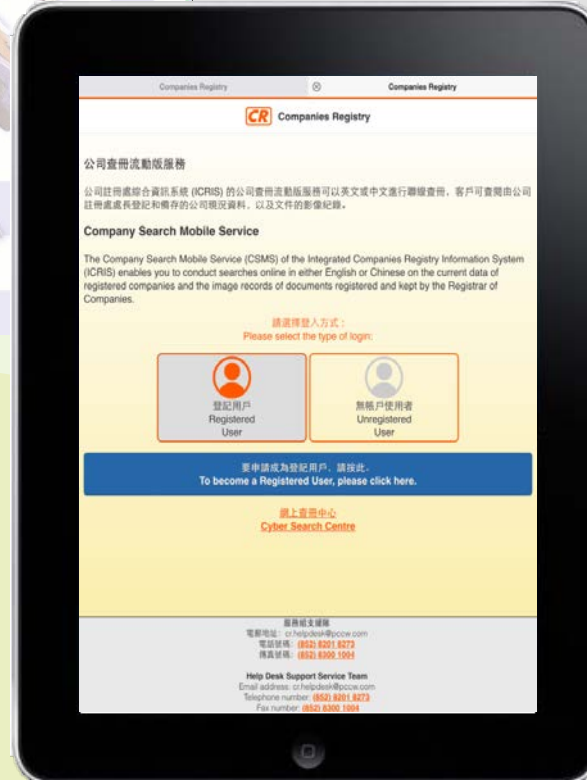 Companies Registry
Companies Registry
CR Companies Registry
公司查冊流動版服務
公司註冊處綜合資訊系統 (ICRIS) 的公司查冊流動版服務可以英文或中文進行聯線查冊。客戶可查閱由公司
註冊處處長登記和備存的公司現況資料，以及文件的影像紀錄。
Company Search Mobile Service
The Company Search Mobile Service (CSMS) of the Integrated Companies Registry Information System
(ICRIS) enables you to conduct searches online in either English or Chinese on the current data of
registered companies and the image records of documents registered and kept by the Registrar of
Companies.
請選擇登入方式：
Please select the type of login:
登記用戶
Registered
User
無帳戶使用者
Unregistered
User
要申請成為登記用戶，請按此。
To become a Registered User, please click here.
網上查冊中心
Cyber Search Centre
服務組支援隊
電郵地址：cr.helpdesk@pccw.com
電話號碼：(852) 8201 8273
傳真號碼：(852) 8300 1004
Help Desk Support Service Team
Email address: cr.helpdesk@pccw.com
Telephone number: (852) 8201 8273
Fax number: (852) 8300 1004